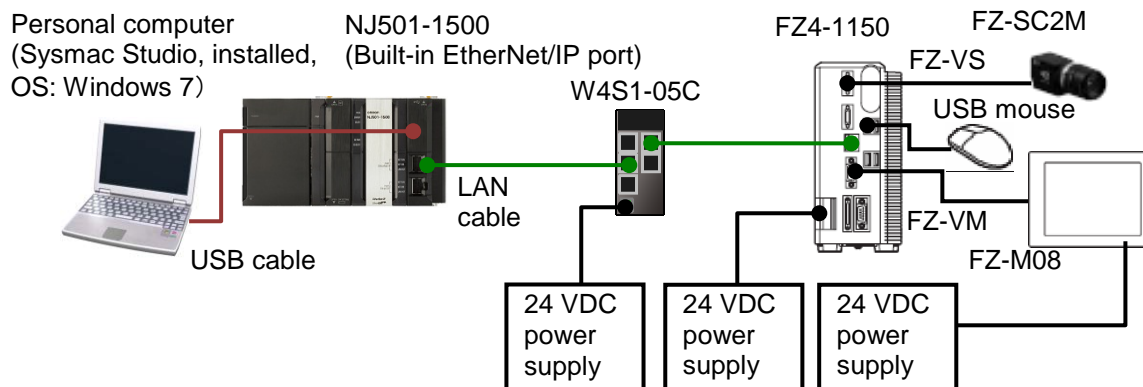 Personal computer
(Sysmac Studio, installed,
OS: Windows 7）
NJ501-1500
(Built-in EtherNet/IP port)
W4S1-05C
FZ4-1150
FZ-SC2M
FZ-VS
USB mouse
NJ501-1500
LAN
cable
USB cable
FZ-VM
FZ-M08
24 VDC
power
supply
24 VDC
power
supply
24 VDC
power
supply